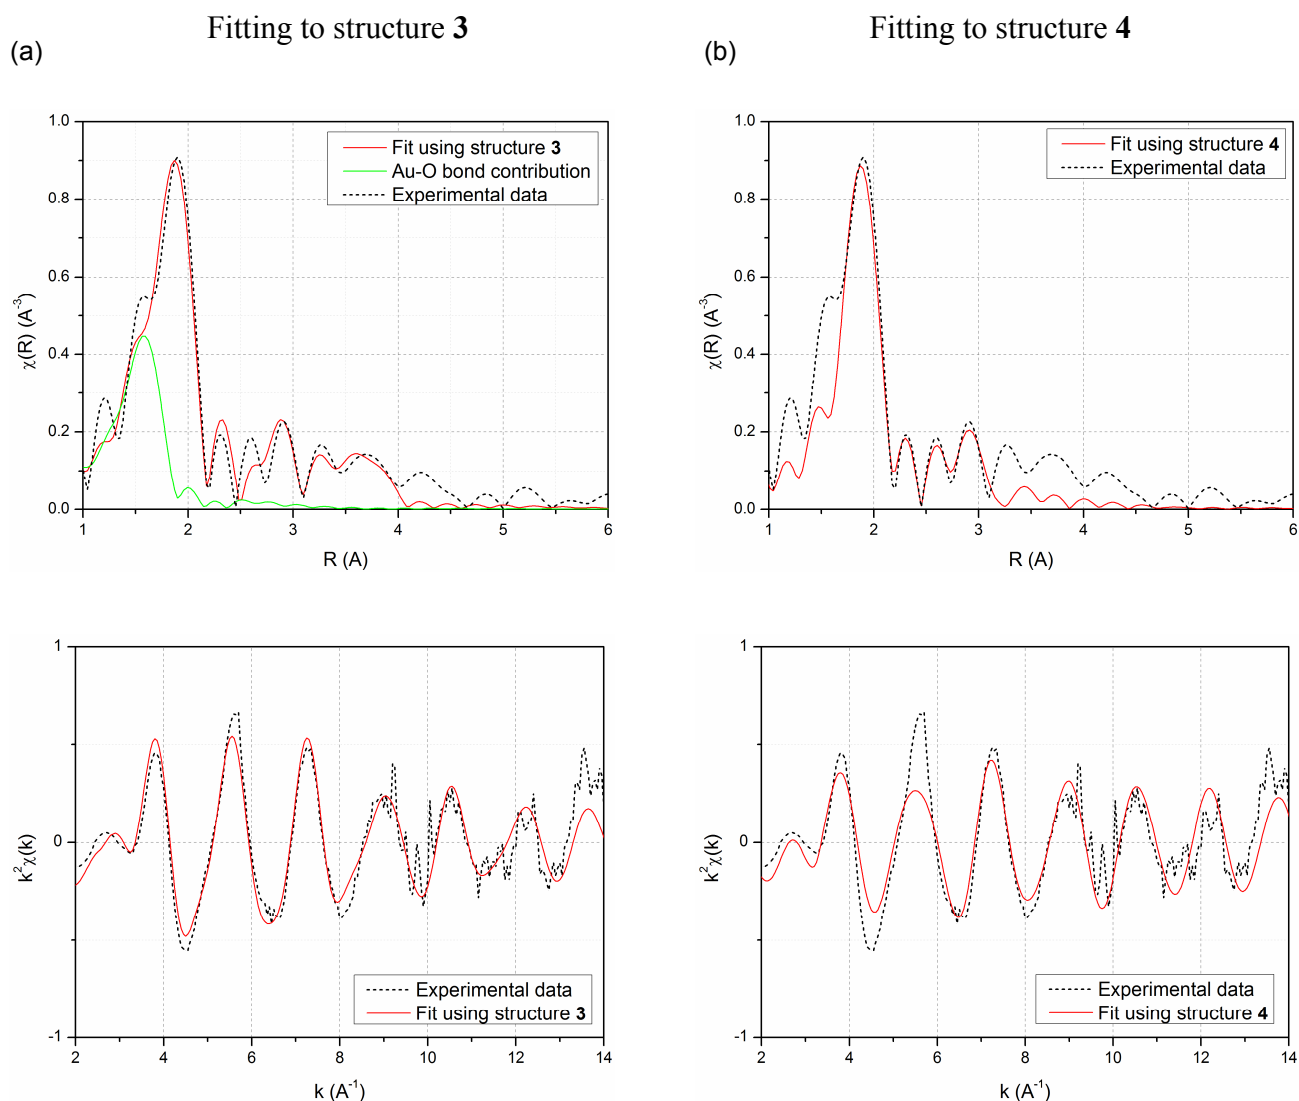 Fitting to structure 3
Fitting to structure 4
(a)
(b)
1.0
0.8
0.6
0.4
0.2
0.0
χ(R) (A-3)
Fit using structure 3
Au-O bond contribution
Experimental data
1 2 3 4 5 6
R (A)
1.0
0.8
0.6
0.4
0.2
0.0
χ(R) (A-3)
Fit using structure 4
Experimental data
1 2 3 4 5 6
R (A)
1
0
-1
k2χ(k)
Experimental data
Fit using structure 3
2 4 6 8 10 12 14
k (A-1)
1
0
-1
k2χ(k)
Experimental data
Fit using structure 4
2 4 6 8 10 12 14
k (A-1)